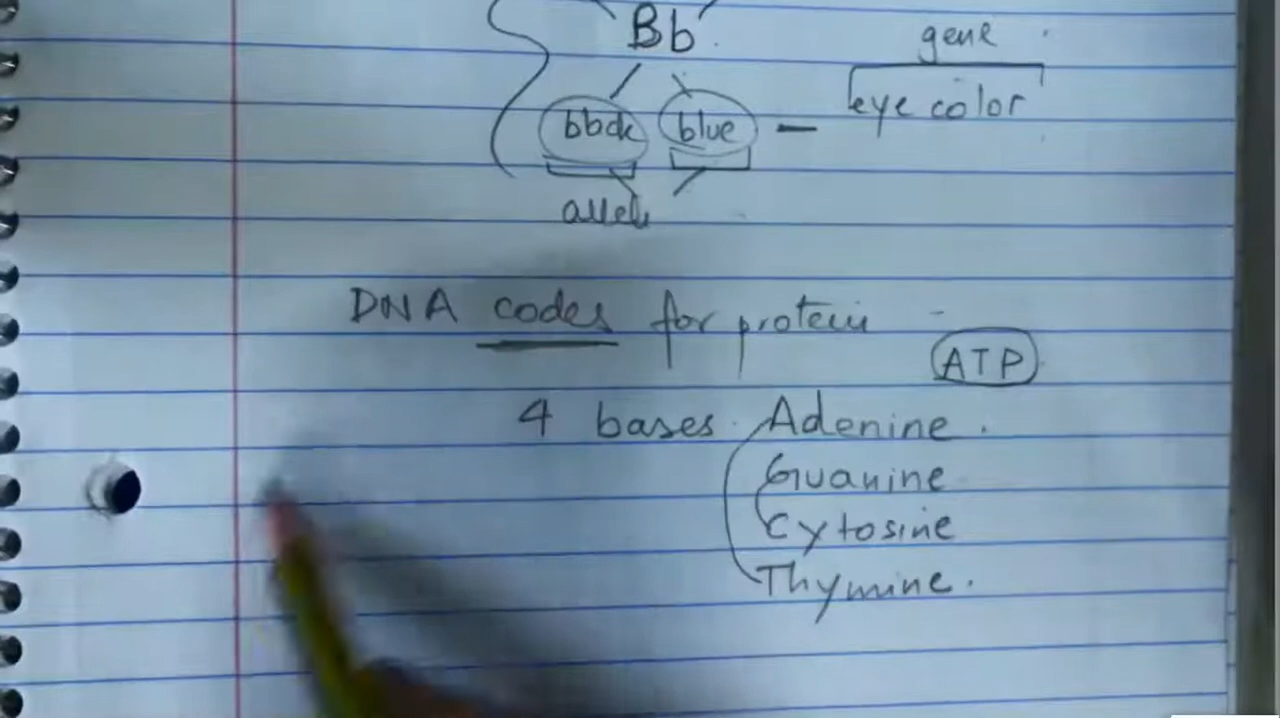 Bb
gene
eye color
bbdk blue –
allele
DNA codes for protein
ATP
4 bases Adenine.
Guanine
Cytosine
Thymine.